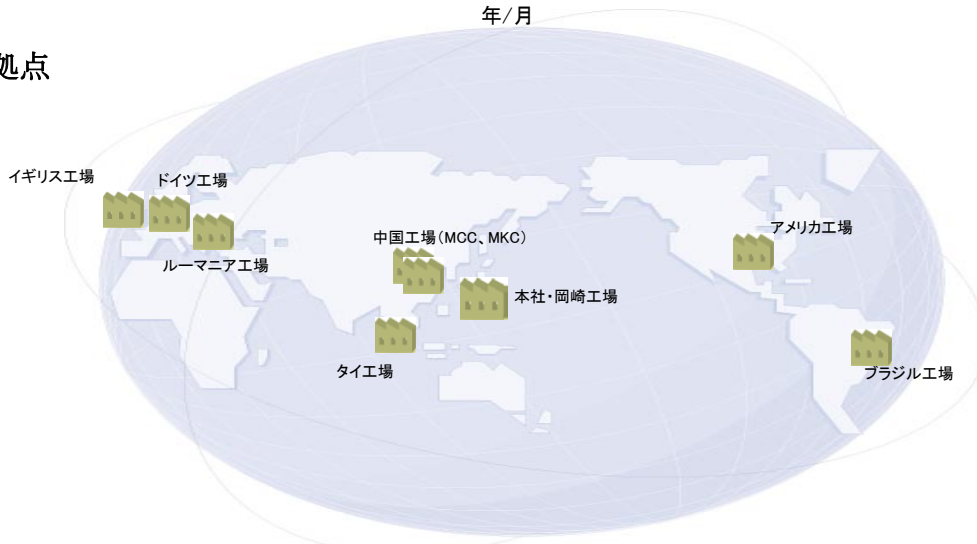 年/月
拠点
イギリス工場
ドイツ工場
ルーマニア工場
中国工場(MCC、MKC)
本社・岡崎工場
タイ工場
アメリカ工場
ブラジル工場